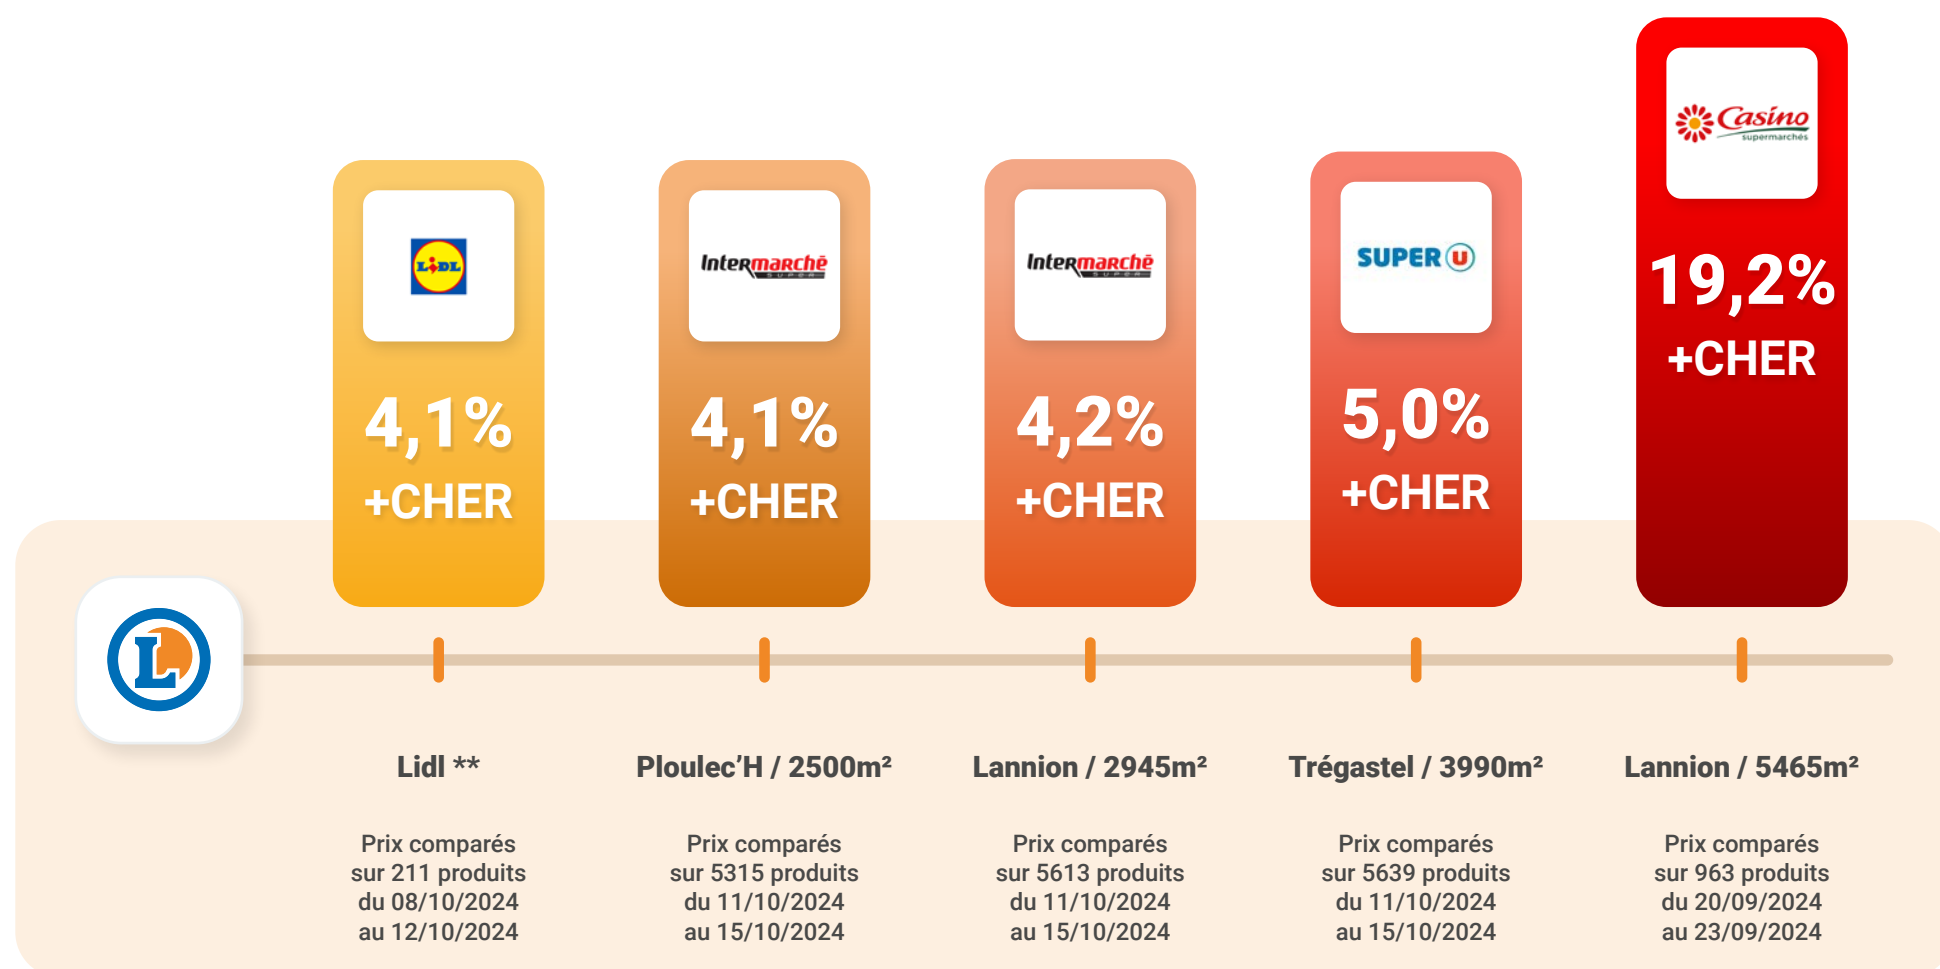 LIDL
4,1%
+CHER
Intermarchē
SUPER
4,1%
+CHER
Intermarchē
SUPER
4,2%
+CHER
SUPER U
5,0%
+CHER
Casino
supermarchés
19,2%
+CHER
L
Lidl **
Prix comparés
sur 211 produits
du 08/10/2024
au 12/10/2024
Ploulec’H / 2500m²
Prix comparés
sur 5315 produits
du 11/10/2024
au 15/10/2024
Lannion / 2945m²
Prix comparés
sur 5613 produits
du 11/10/2024
au 15/10/2024
Trégastel / 3990m²
Prix comparés
sur 5639 produits
du 11/10/2024
au 15/10/2024
Lannion / 5465m²
Prix comparés
sur 963 produits
du 20/09/2024
au 23/09/2024